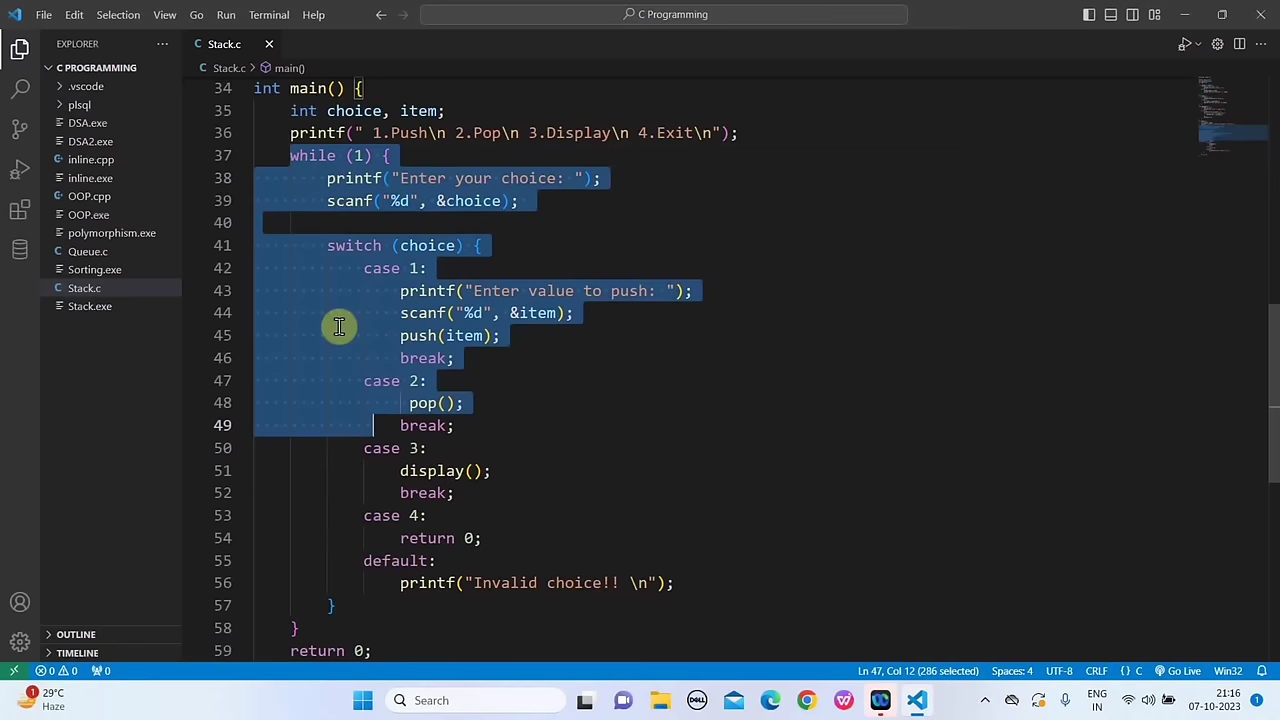 File Edit Selection View Go Run Terminal Help
C Programming
EXPLORER
C Stack.c
C PROGRAMMING
.vscode
plsql
DSA.exe
DSA2.exe
inline.cpp
inline.exe
OOP.cpp
OOP.exe
polymorphism.exe
C Queue.c
Sorting.exe
C Stack.c
Stack.exe
OUTLINE
TIMELINE
C Stack.c > main()
34 int main() {
35 int choice, item;
36 printf(" 1.Push\n 2.Pop\n 3.Display\n 4.Exit\n");
37 while (1) {
38 printf("Enter your choice: ");
39 scanf("%d", &choice);
40
41 switch (choice) {
42 case 1:
43 printf("Enter value to push: ");
44 scanf("%d", &item);
45 push(item);
46 break;
47 case 2:
48 pop();
49 break;
50 case 3:
51 display();
52 break;
53 case 4:
54 return 0;
55 default:
56 printf("Invalid choice!! \n");
57 }
58 }
59 return 0;
0 0 0 Ln 47, Col 12 (286 selected) Spaces: 4 UTF-8 CRLF {} C Go Live Win32
1 29°C
Haze
Search
DELL
ENG
IN
21:16
07-10-2023
1